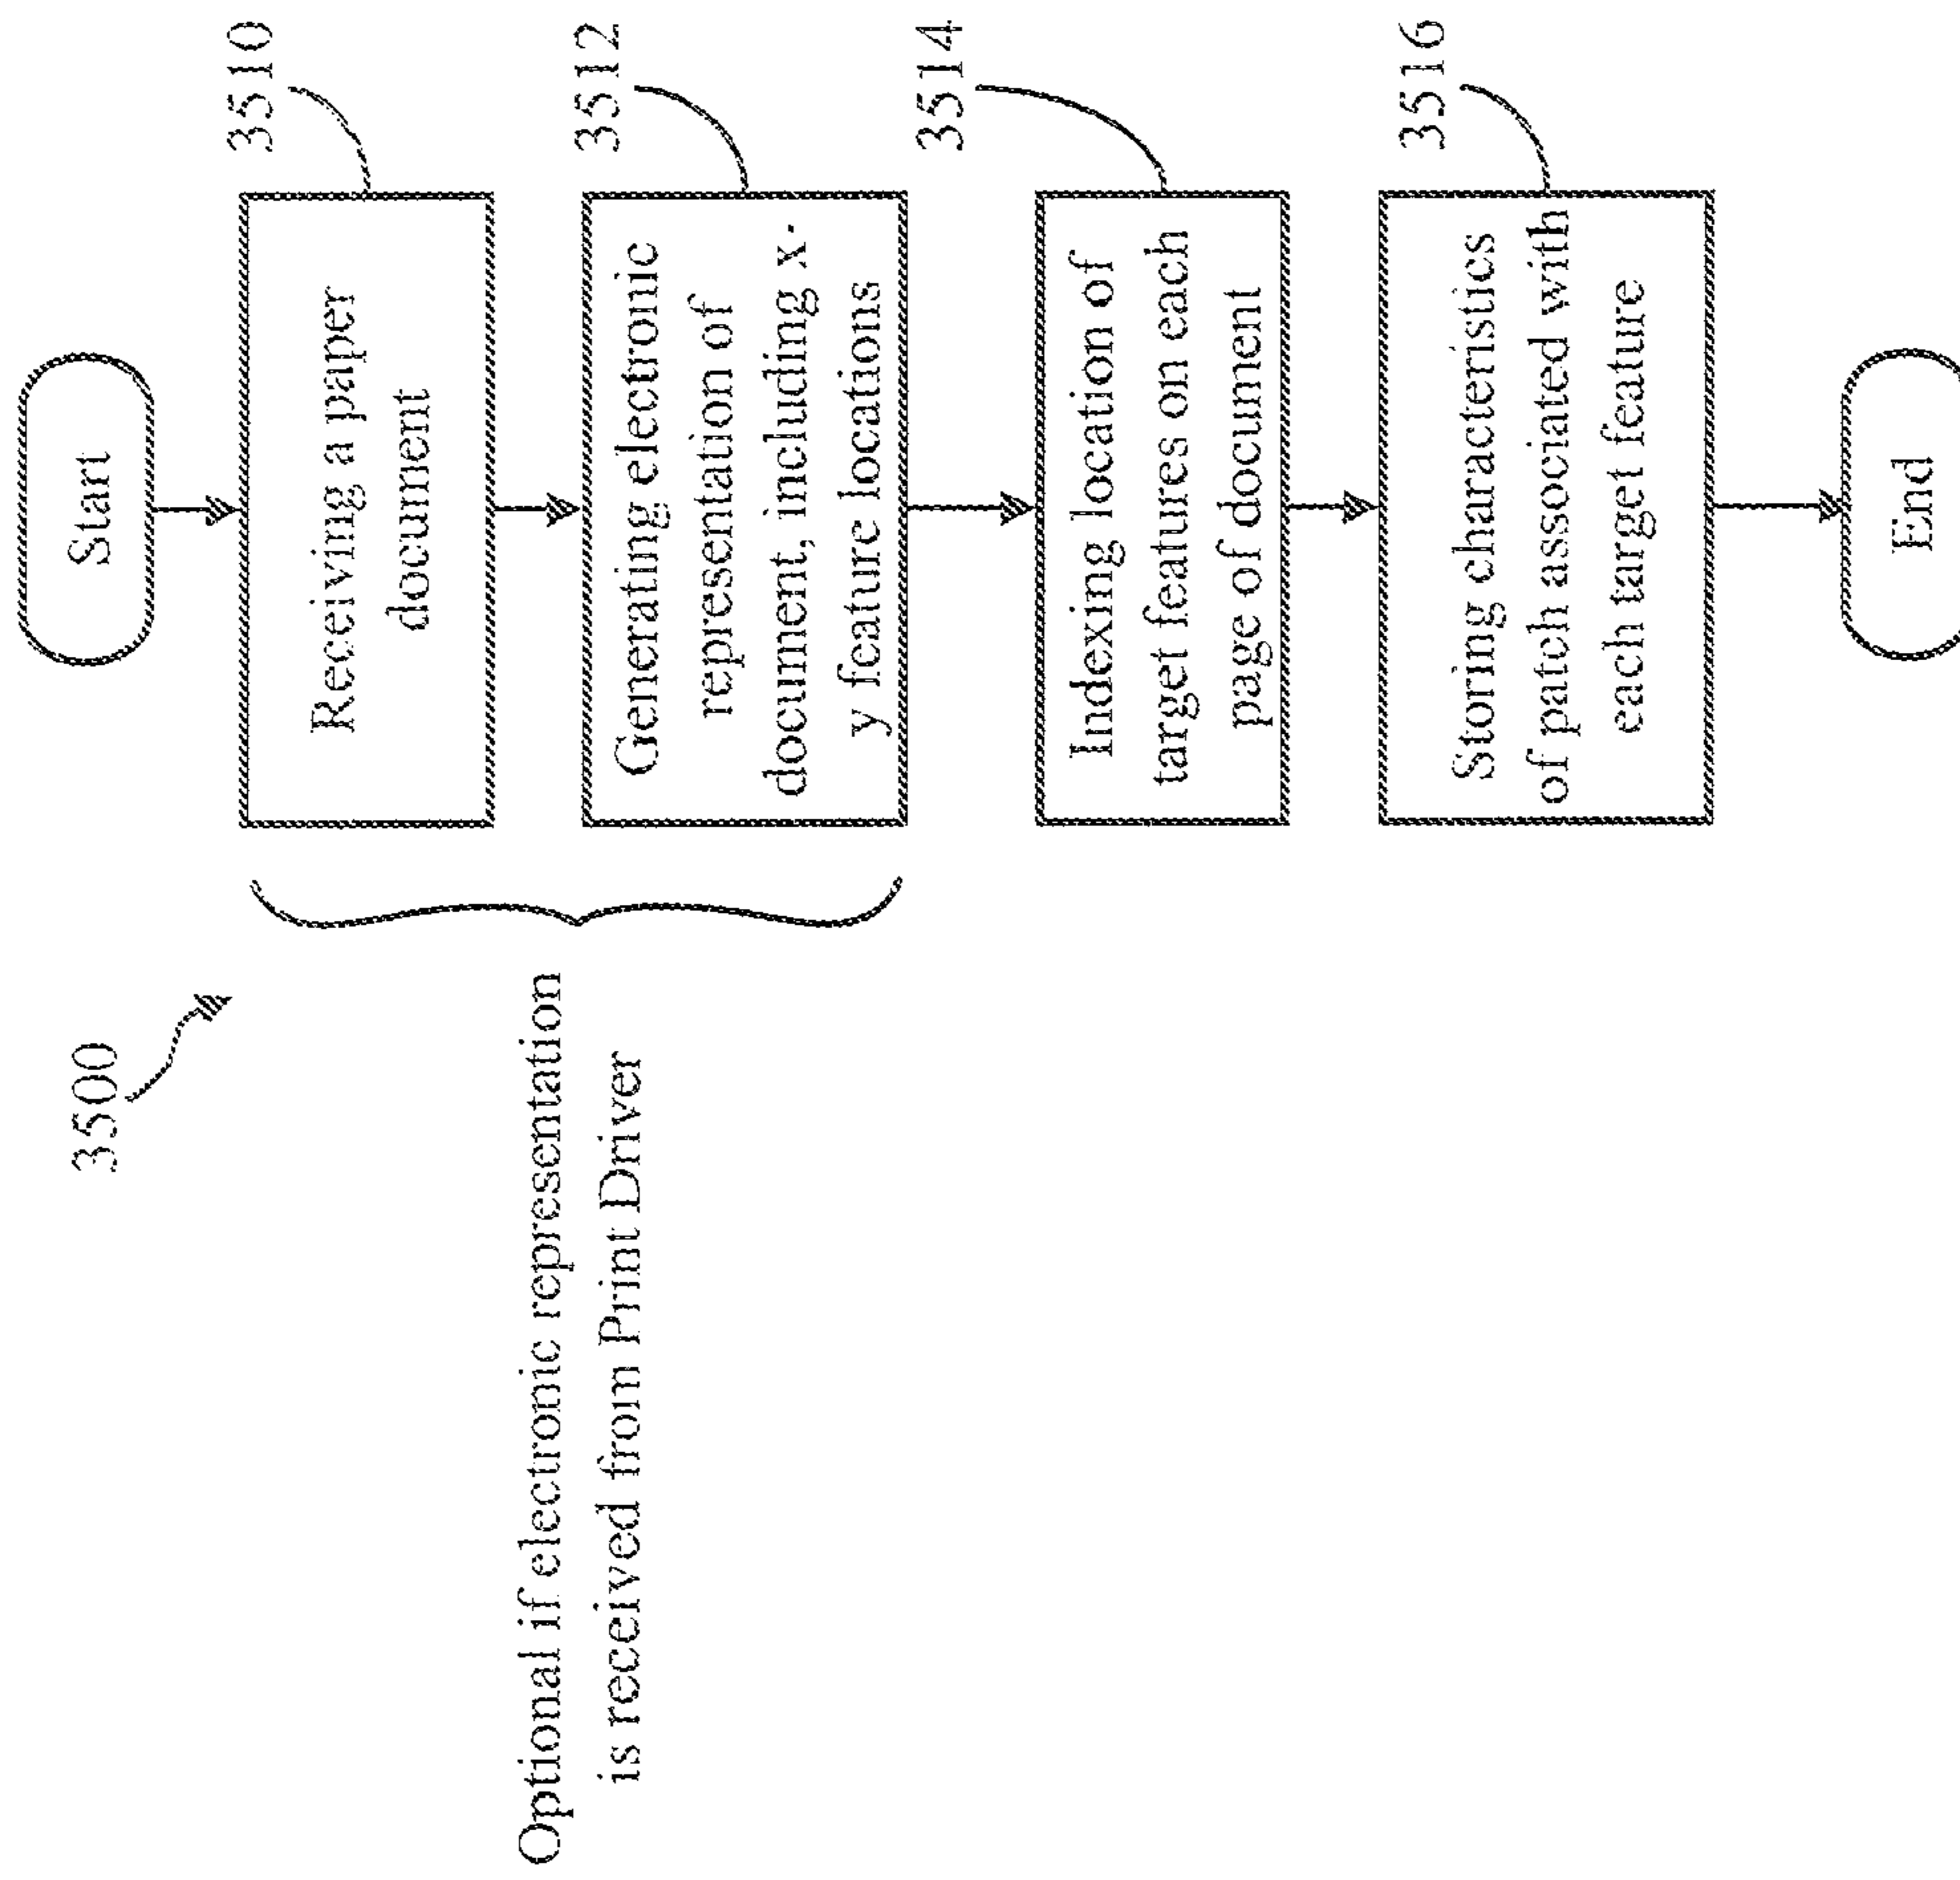 3500
Start
Receiving a paper
document
3510
Generating electronic
representation of
document, including x-
y feature locations
3512
Optional if electronic representation
is received from Print Driver
Indexing location of
target features on each
page of document
3514
Storing characteristics
of patch associated with
each target feature
3516
End